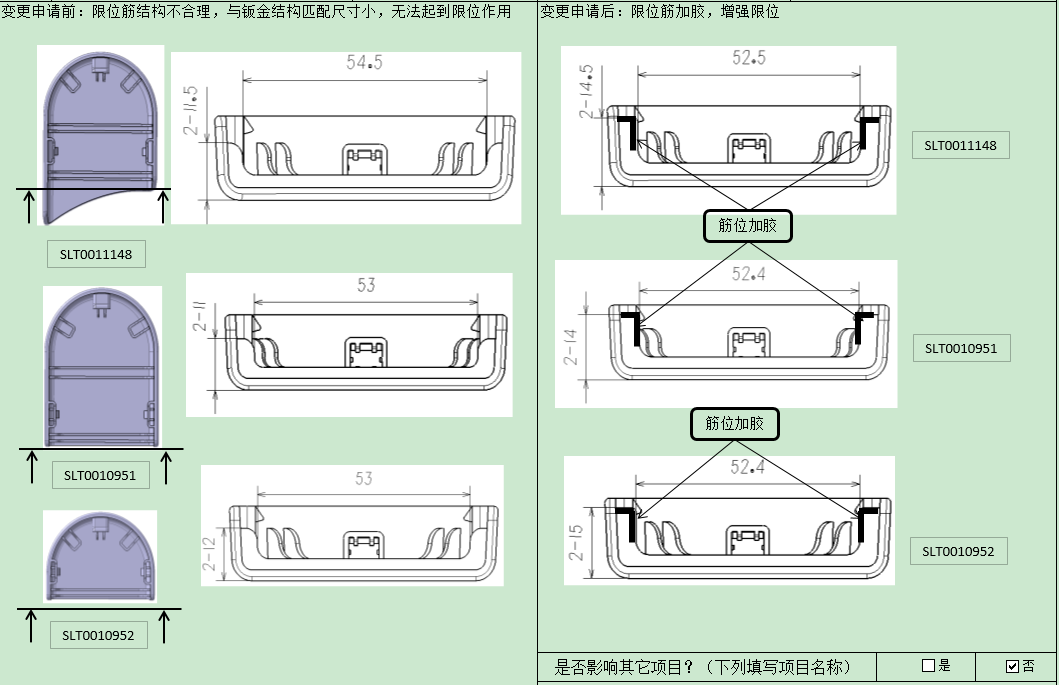 变更申请前：限位筋结构不合理，与钣金结构匹配尺寸小，无法起到限位作用
54.5
2-11.5
SLT0011148
53
2-11
SLT0010951
53
2-12
SLT0010952
变更申请后：限位筋加胶，增强限位
52.5
2-14.5
SLT0011148
筋位加胶
52.4
2-14
SLT0010951
筋位加胶
52.4
2-15
SLT0010952
是否影响其它项目？（下列填写项目名称） 是 否